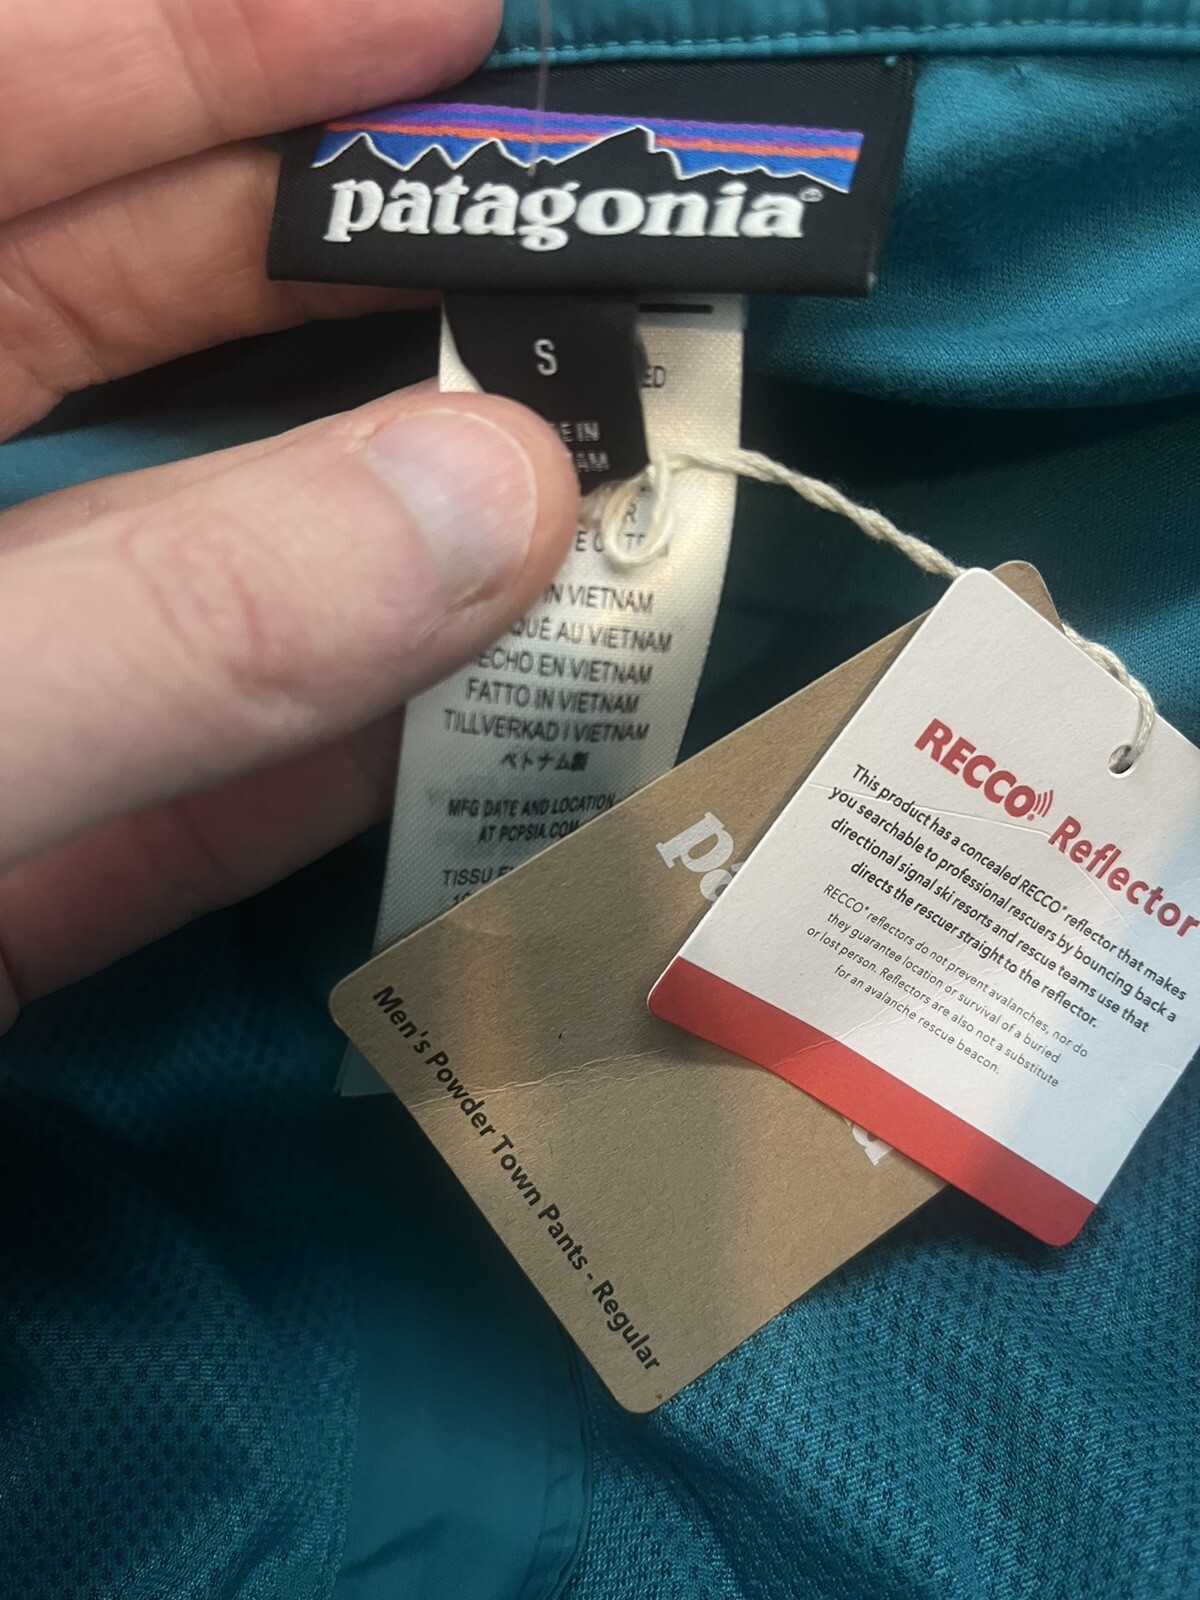 patagonia®
S
IN VIETNAM
AU VIETNAM
EN VIETNAM
FATTO IN VIETNAM
TILLVERKAD I VIETNAM
ベトナム製
MFG DATE AND LOCATION
AT POPSIA.COM
TISSU
Men's Powder Town Pants - Regular
RECCO® Reflector
This product has a concealed RECCO® reflector that makes
you searchable to professional rescuers by bouncing back a
directional signal ski resorts and rescue teams use that
directs the rescuer straight to the reflector.
RECCO® reflectors do not prevent avalanches, nor do
they guarantee location or survival of a buried
or lost person. Reflectors are also not a substitute
for an avalanche rescue beacon.